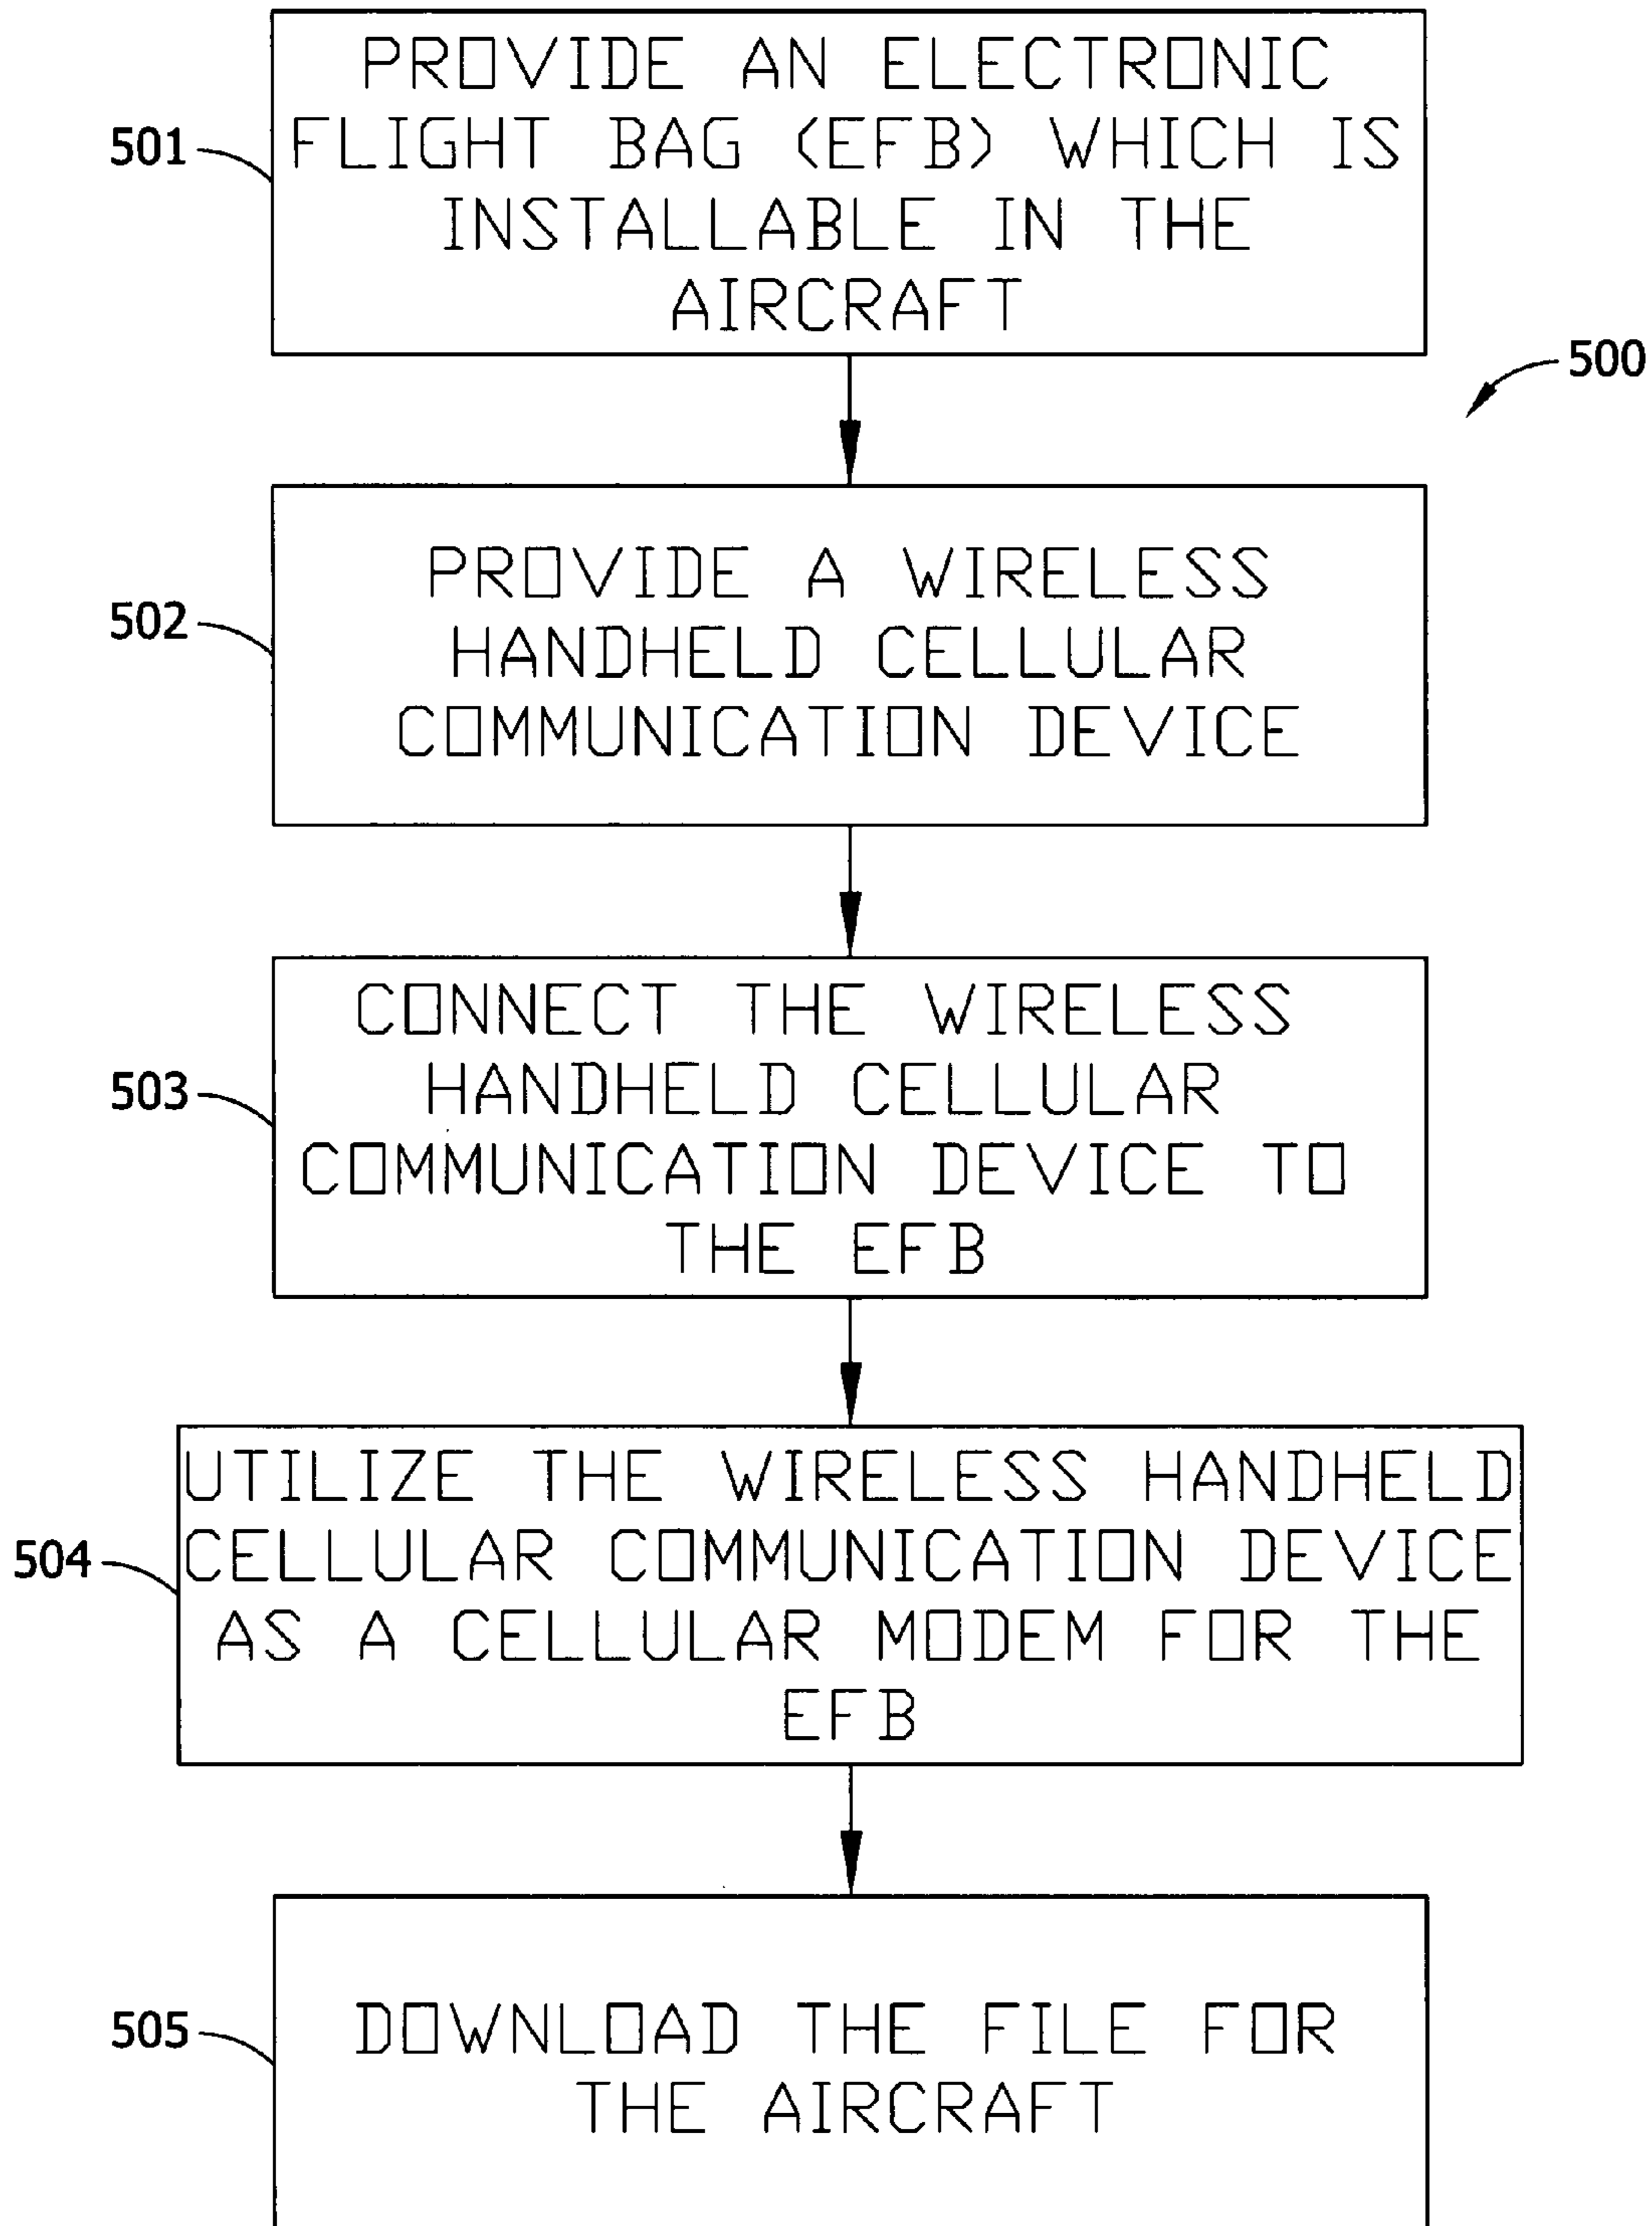 PROVIDE AN ELECTRONIC
501
FLIGHT BAG (EFB) WHICH IS
INSTALLABLE IN THE
AIRCRAFT
500
PROVIDE A WIRELESS
502
HANDHELD CELLULAR
COMMUNICATION DEVICE
CONNECT THE WIRELESS
503
HANDHELD CELLULAR
COMMUNICATION DEVICE TO
THE EFB
UTILIZE THE WIRELESS HANDHELD
504
CELLULAR COMMUNICATION DEVICE
AS A CELLULAR MODEM FOR THE
EFB
505
DOWNLOAD THE FILE FOR
THE AIRCRAFT